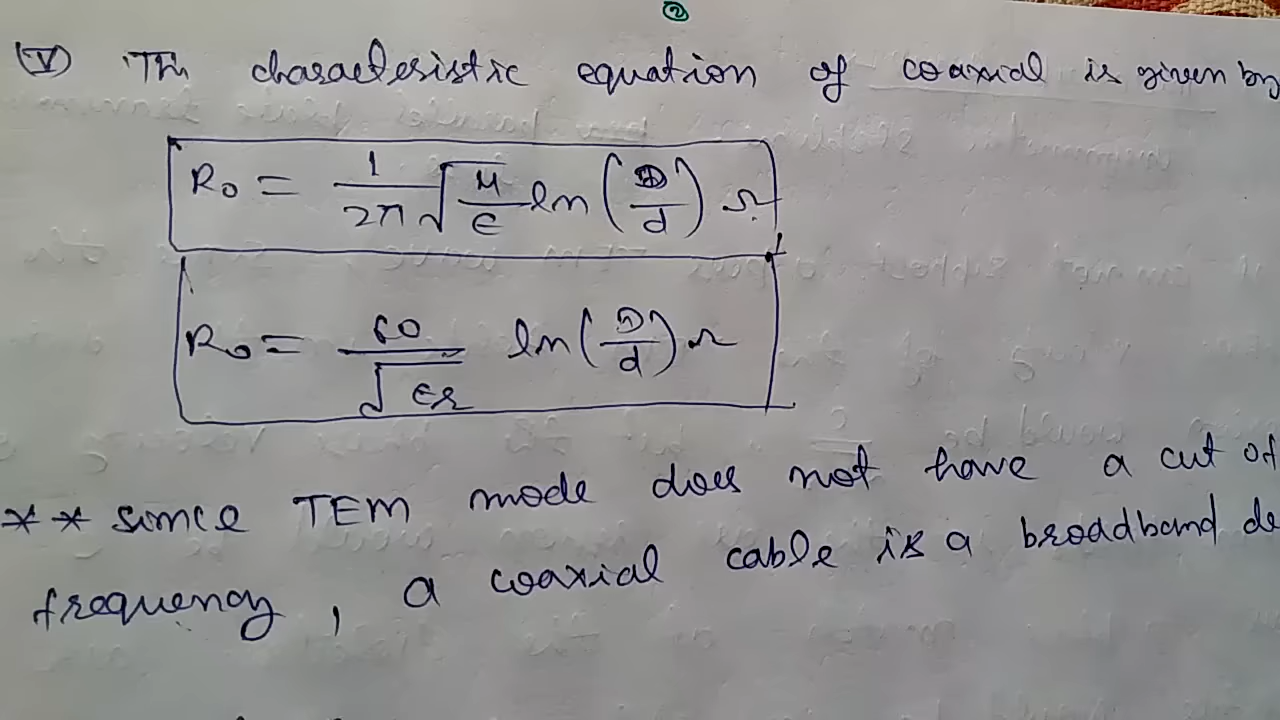 ②
(V) Th characteristic equation of coaxial is given by
R₀ = 1/2π √μ/ε ln (D/d) Ω
R₀ = 60/√εr ln (D/d) Ω
** since TEM mode does not have a cut of
frequency, a coaxial cable is a broadband de